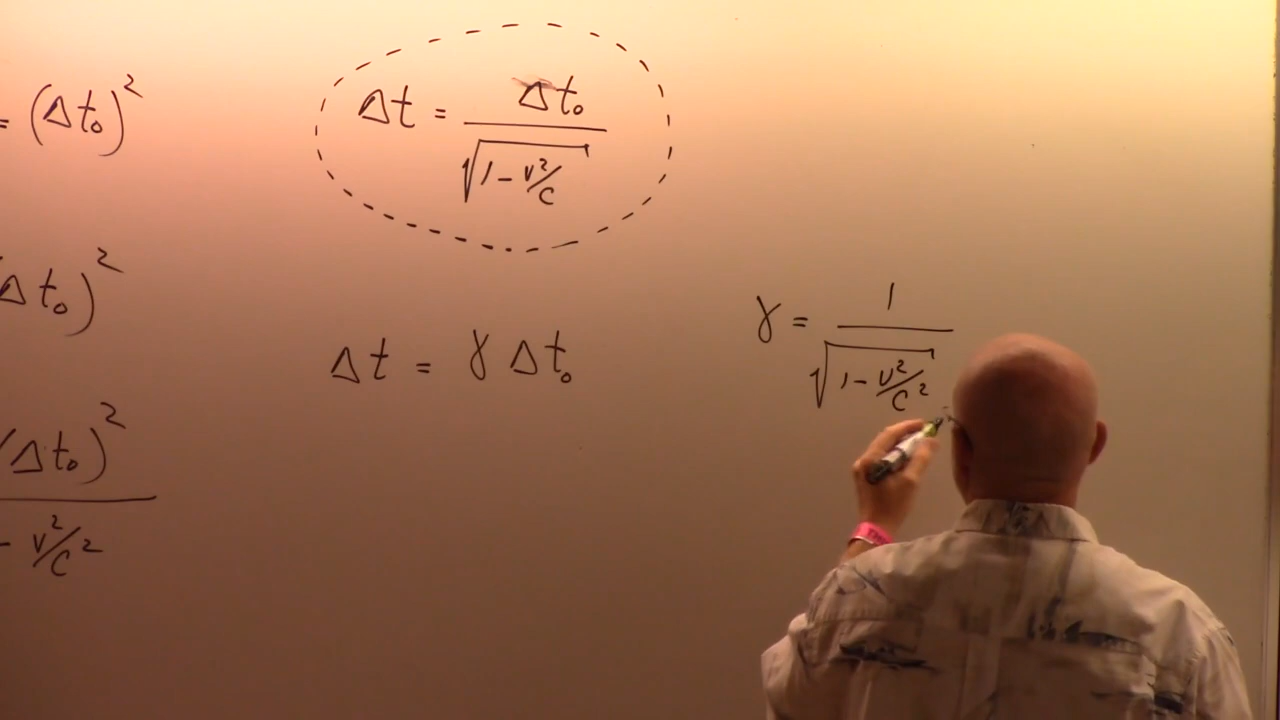 = (Δt₀)²
Δt = Δt₀ / √(1 - v²/c)
Δt₀)²
Δt = γ Δt₀
γ = 1 / √(1 - v²/c²)
(Δt₀)²
- v²/c²